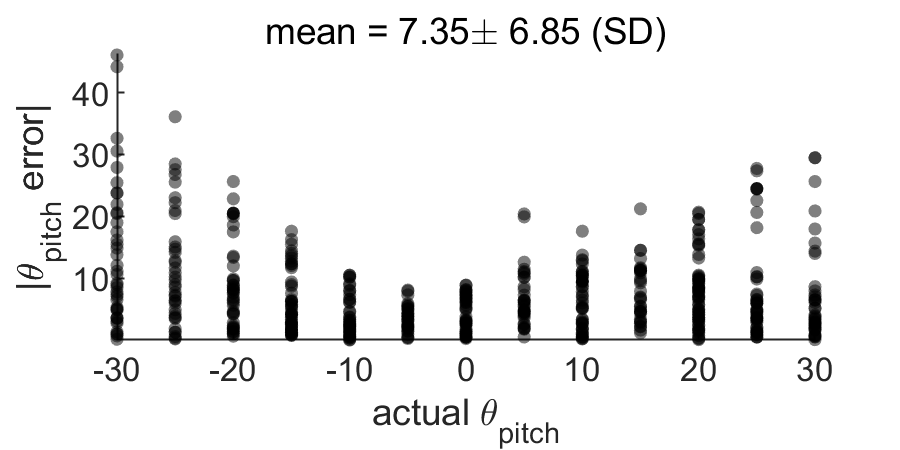 mean = 7.35± 6.85 (SD)
|θpitch error|
40
30
20
10
-30 -20 -10 0 10 20 30
actual θpitch